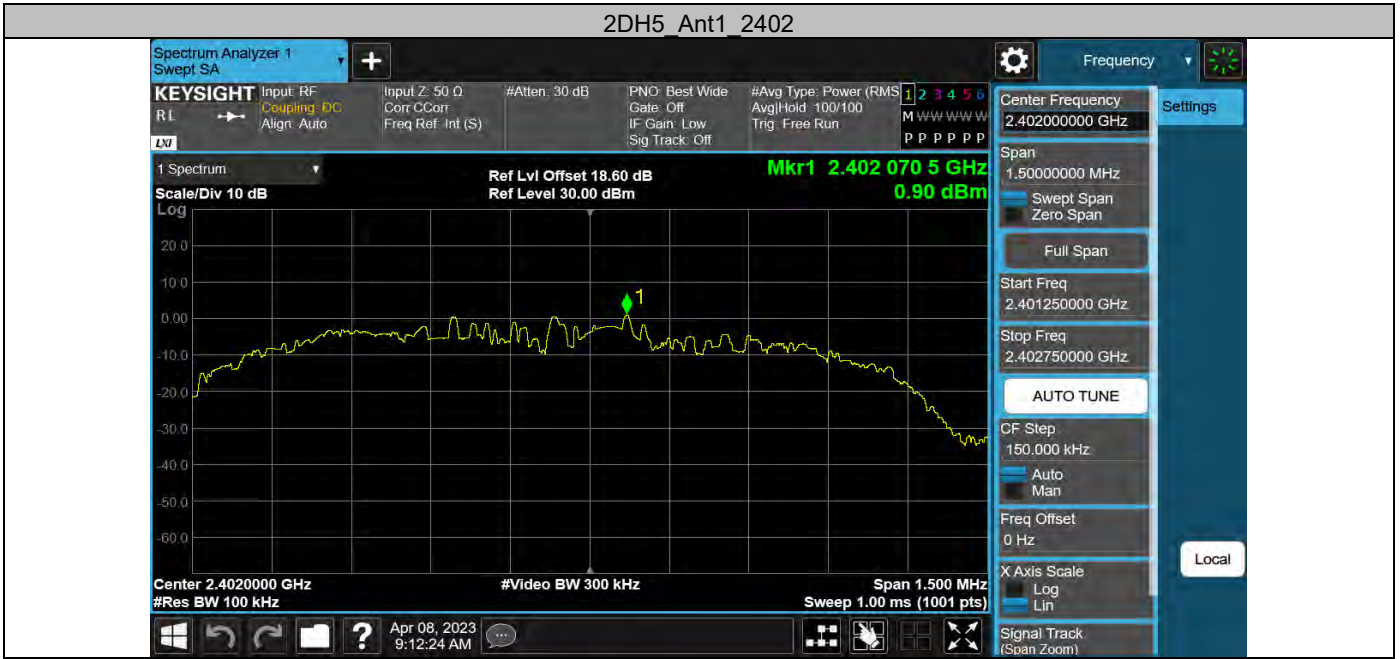 2DH5_Ant1_2402
Spectrum Analyzer 1
Swept SA
+
Frequency
KEYSIGHT
RL
LXI
Input: RF
Coupling: DC
Align: Auto
Input Z: 50 Ω
Corr CCorr
Freq Ref: Int (S)
#Atten: 30 dB
PNO: Best Wide
Gate: Off
IF Gain: Low
Sig Track: Off
#Avg Type: Power (RMS
Avg|Hold: 100/100
Trig: Free Run
1 2 3 4 5 6
M W W W W W
P P P P P P
1 Spectrum
Scale/Div 10 dB
Ref Lvl Offset 18.60 dB
Ref Level 30.00 dBm
Mkr1 2.402 070 5 GHz
0.90 dBm
Log
20.0
10.0
0.00
-10.0
-20.0
-30.0
-40.0
-50.0
-60.0
1
Center 2.4020000 GHz
#Res BW 100 kHz
#Video BW 300 kHz
Span 1.500 MHz
Sweep 1.00 ms (1001 pts)
?
Apr 08, 2023
9:12:24 AM
Center Frequency
2.402000000 GHz
Span
1.50000000 MHz
Swept Span
Zero Span
Full Span
Start Freq
2.401250000 GHz
Stop Freq
2.402750000 GHz
AUTO TUNE
CF Step
150.000 kHz
Auto
Man
Freq Offset
0 Hz
X Axis Scale
Log
Lin
Signal Track
(Span Zoom)
Settings
Local